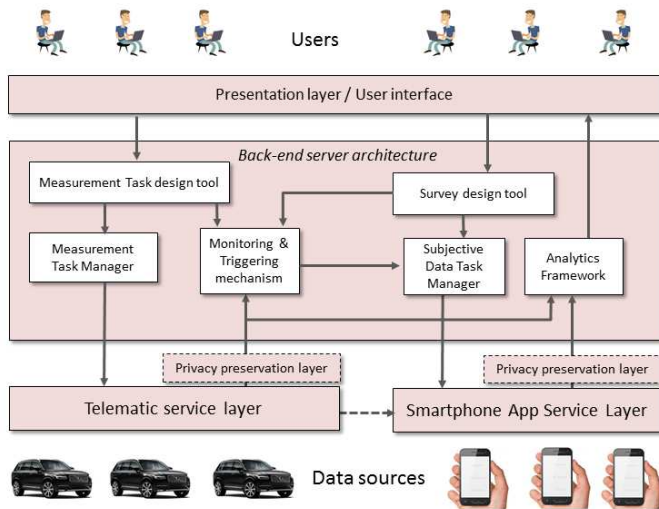 Users
Presentation layer / User interface
Back-end server architecture
Measurement Task design tool
Survey design tool
Measurement
Task Manager
Monitoring &
Triggering
mechanism
Subjective
Data Task
Manager
Analytics
Framework
Privacy preservation layer
Privacy preservation layer
Telematic service layer
Smartphone App Service Layer
Data sources